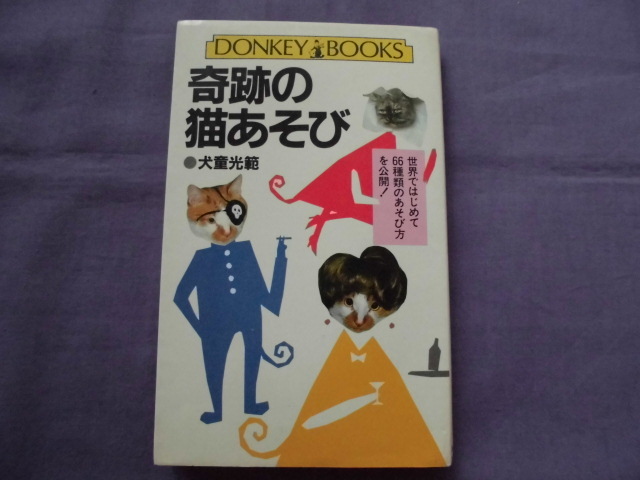 DONKEY BOOKS
奇跡の
猫あそび
●犬童光範
世界ではじめて
66種類のあそび方
を公開!